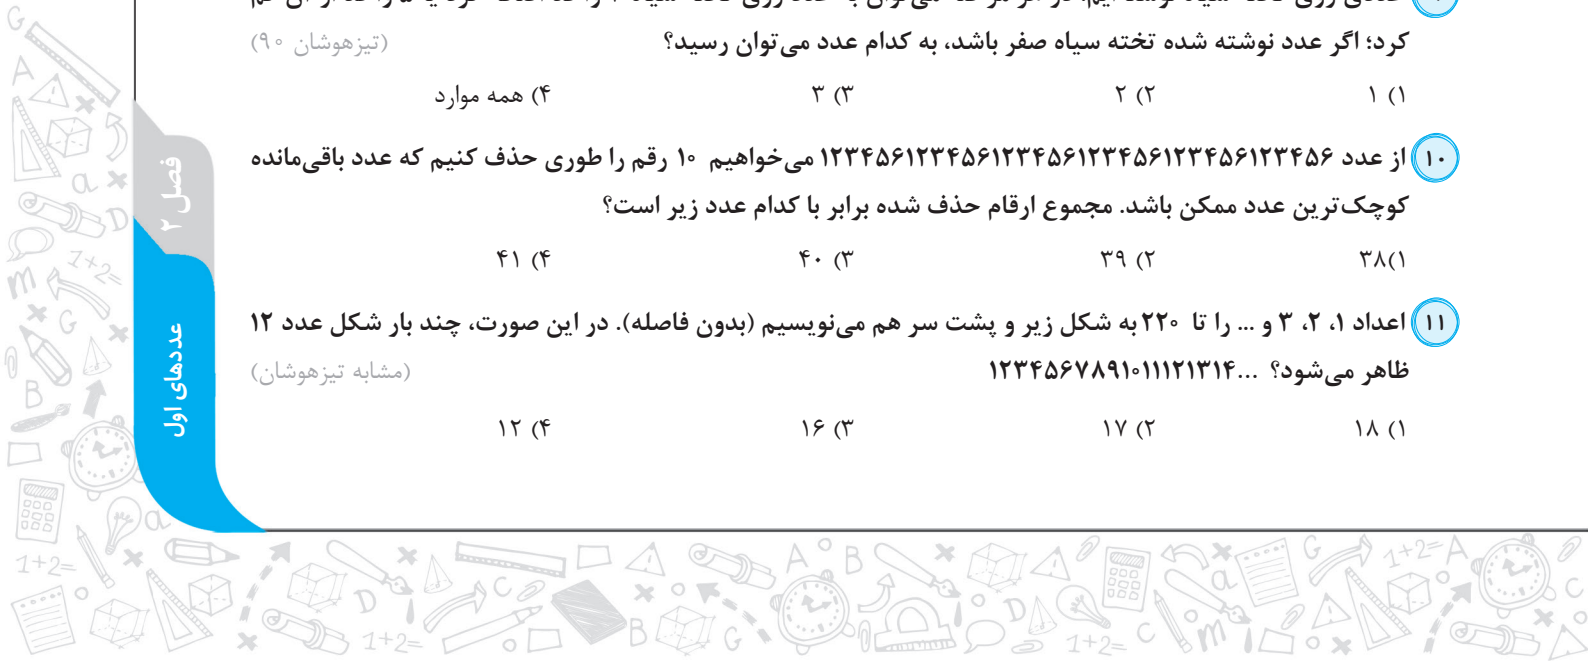 کرد؛ اگر عدد نوشته شده تخته سیاه صفر باشد، به کدام عدد می‌توان رسید؟ (تیزهوشان ۹۰)
۱) ۱ ۲) ۲ ۳) ۳ ۴) همه موارد
۱۰ از عدد ۱۲۳۴۵۶۱۲۳۴۵۶۱۲۳۴۵۶۱۲۳۴۵۶۱۲۳۴۵۶۱۲۳۴۵۶ می‌خواهیم ۱۰ رقم را طوری حذف کنیم که عدد باقی‌مانده
کوچک‌ترین عدد ممکن باشد. مجموع ارقام حذف شده برابر با کدام عدد زیر است؟
۱)۳۸ ۲) ۳۹ ۳) ۴۰ ۴) ۴۱
۱۱ اعداد ۱، ۲، ۳ و ... را تا ۲۲۰ به شکل زیر و پشت سر هم می‌نویسیم (بدون فاصله). در این صورت، چند بار شکل عدد ۱۲
ظاهر می‌شود؟ ...۱۲۳۴۵۶۷۸۹۱۰۱۱۱۲۱۳۱۴ (مشابه تیزهوشان)
۱) ۱۸ ۲) ۱۷ ۳) ۱۶ ۴) ۱۲
فصل ۲
عددهای اول